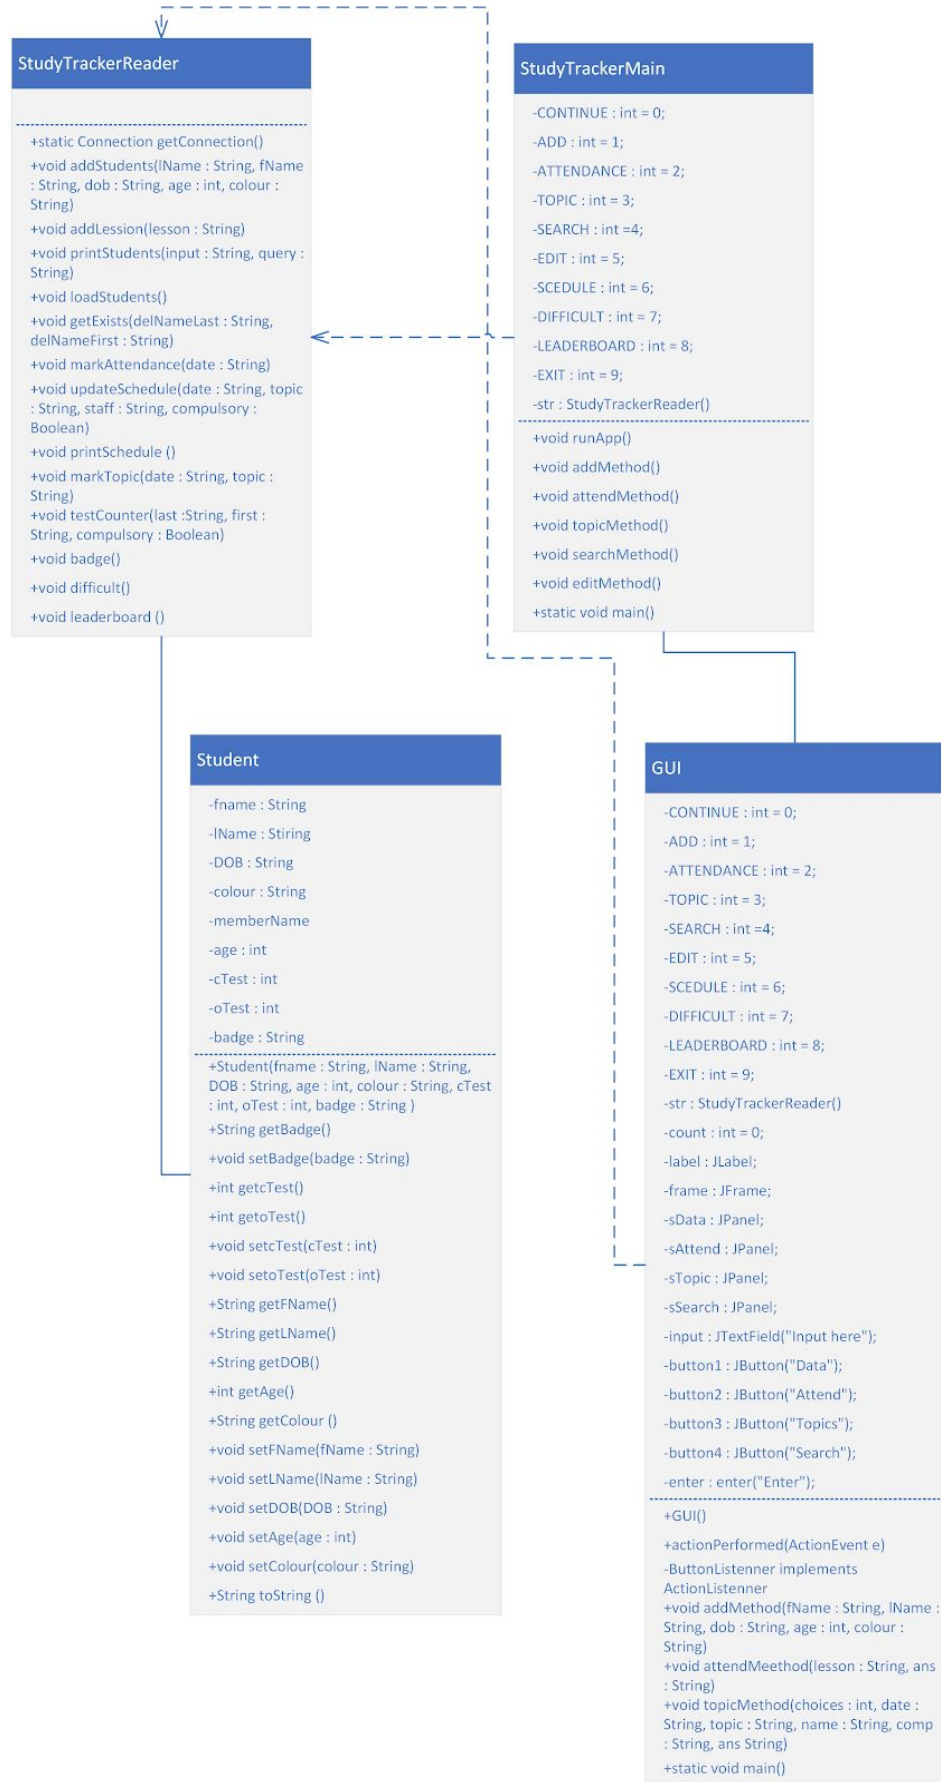 StudyTrackerReader
+static Connection getConnection()
+void addStudents(lName : String, fName
: String, dob : String, age : int, colour :
String)
+void addLession(lesson : String)
+void printStudents(input : String, query :
String)
+void loadStudents()
+void getExists(delNameLast : String,
delNameFirst : String)
+void markAttendance(date : String)
+void updateSchedule(date : String, topic
: String, staff : String, compulsory :
Boolean)
+void printSchedule ()
+void markTopic(date : String, topic :
String)
+void testCounter(last :String, first :
String, compulsory : Boolean)
+void badge()
+void difficult()
+void leaderboard ()
StudyTrackerMain
-CONTINUE : int = 0;
-ADD : int = 1;
-ATTENDANCE : int = 2;
-TOPIC : int = 3;
-SEARCH : int =4;
-EDIT : int = 5;
-SCEDULE : int = 6;
-DIFFICULT : int = 7;
-LEADERBOARD : int = 8;
-EXIT : int = 9;
-str : StudyTrackerReader()
+void runApp()
+void addMethod()
+void attendMethod()
+void topicMethod()
+void searchMethod()
+void editMethod()
+static void main()
Student
-fname : String
-lName : Stiring
-DOB : String
-colour : String
-memberName
-age : int
-cTest : int
-oTest : int
-badge : String
+Student(fname : String, lName : String,
DOB : String, age : int, colour : String, cTest
: int, oTest : int, badge : String )
+String getBadge()
+void setBadge(badge : String)
+int getcTest()
+int getoTest()
+void setcTest(cTest : int)
+void setoTest(oTest : int)
+String getFName()
+String getLName()
+String getDOB()
+int getAge()
+String getColour ()
+void setFName(fName : String)
+void setLName(lName : String)
+void setDOB(DOB : String)
+void setAge(age : int)
+void setColour(colour : String)
+String toString ()
GUI
-CONTINUE : int = 0;
-ADD : int = 1;
-ATTENDANCE : int = 2;
-TOPIC : int = 3;
-SEARCH : int =4;
-EDIT : int = 5;
-SCEDULE : int = 6;
-DIFFICULT : int = 7;
-LEADERBOARD : int = 8;
-EXIT : int = 9;
-str : StudyTrackerReader()
-count : int = 0;
-label : JLabel;
-frame : JFrame;
-sData : JPanel;
-sAttend : JPanel;
-sTopic : JPanel;
-sSearch : JPanel;
-input : JTextField("Input here");
-button1 : JButton("Data");
-button2 : JButton("Attend");
-button3 : JButton("Topics");
-button4 : JButton("Search");
-enter : enter("Enter");
+GUI()
+actionPerformed(ActionEvent e)
-ButtonListenner implements
ActionListenner
+void addMethod(fName : String, lName :
String, dob : String, age : int, colour :
String)
+void attendMeethod(lesson : String, ans
: String)
+void topicMethod(choices : int, date :
String, topic : String, name : String, comp
: String, ans String)
+static void main()